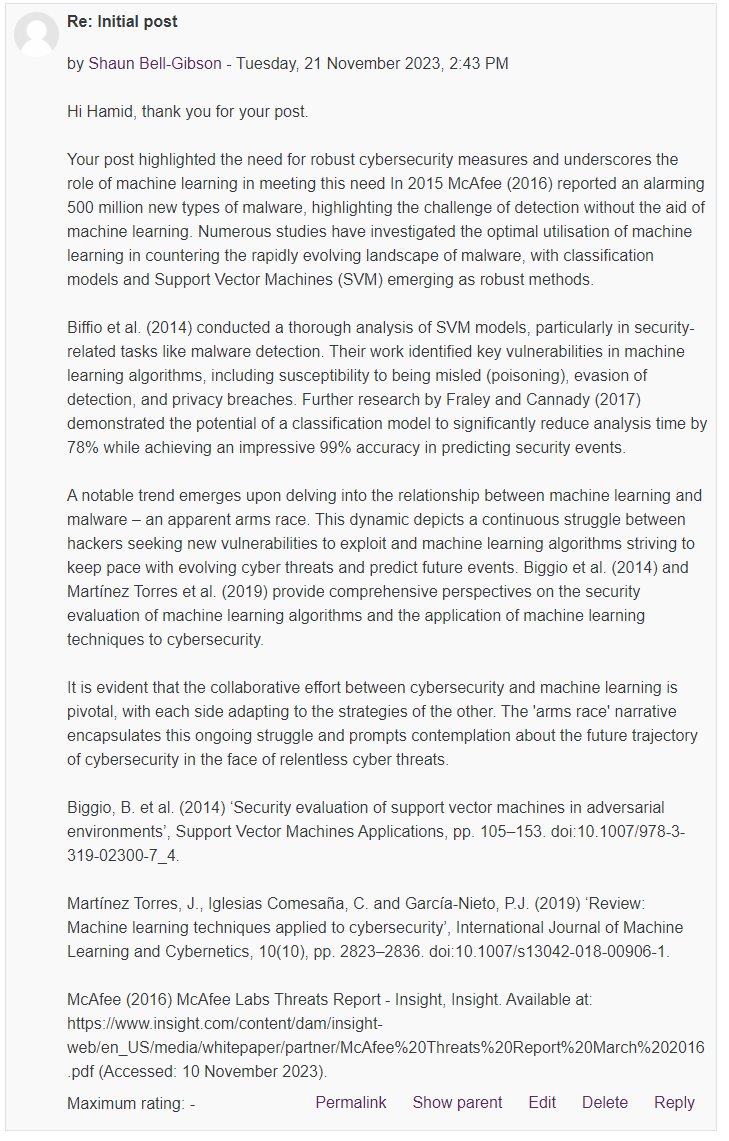 Re: Initial post
by Shaun Bell-Gibson - Tuesday, 21 November 2023, 2:43 PM
Hi Hamid, thank you for your post.
Your post highlighted the need for robust cybersecurity measures and underscores the
role of machine learning in meeting this need In 2015 McAfee (2016) reported an alarming
500 million new types of malware, highlighting the challenge of detection without the aid of
machine learning. Numerous studies have investigated the optimal utilisation of machine
learning in countering the rapidly evolving landscape of malware, with classification
models and Support Vector Machines (SVM) emerging as robust methods.
Biffio et al. (2014) conducted a thorough analysis of SVM models, particularly in security-
related tasks like malware detection. Their work identified key vulnerabilities in machine
learning algorithms, including susceptibility to being misled (poisoning), evasion of
detection, and privacy breaches. Further research by Fraley and Cannady (2017)
demonstrated the potential of a classification model to significantly reduce analysis time by
78% while achieving an impressive 99% accuracy in predicting security events.
A notable trend emerges upon delving into the relationship between machine learning and
malware – an apparent arms race. This dynamic depicts a continuous struggle between
hackers seeking new vulnerabilities to exploit and machine learning algorithms striving to
keep pace with evolving cyber threats and predict future events. Biggio et al. (2014) and
Martínez Torres et al. (2019) provide comprehensive perspectives on the security
evaluation of machine learning algorithms and the application of machine learning
techniques to cybersecurity.
It is evident that the collaborative effort between cybersecurity and machine learning is
pivotal, with each side adapting to the strategies of the other. The 'arms race' narrative
encapsulates this ongoing struggle and prompts contemplation about the future trajectory
of cybersecurity in the face of relentless cyber threats.
Biggio, B. et al. (2014) ‘Security evaluation of support vector machines in adversarial
environments’, Support Vector Machines Applications, pp. 105–153. doi:10.1007/978-3-
319-02300-7_4.
Martínez Torres, J., Iglesias Comesaña, C. and García-Nieto, P.J. (2019) ‘Review:
Machine learning techniques applied to cybersecurity’, International Journal of Machine
Learning and Cybernetics, 10(10), pp. 2823–2836. doi:10.1007/s13042-018-00906-1.
McAfee (2016) McAfee Labs Threats Report - Insight, Insight. Available at:
https://www.insight.com/content/dam/insight-
web/en_US/media/whitepaper/partner/McAfee%20Threats%20Report%20March%202016
.pdf (Accessed: 10 November 2023).
Maximum rating: - Permalink Show parent Edit Delete Reply